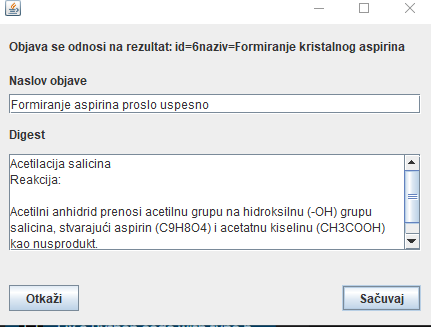 Objava se odnosi na rezultat: id=6naziv=Formiranje kristalnog aspirina
Naslov objave
Formiranje aspirina proslo uspesno
Digest
Acetilacija salicina
Reakcija:
Acetilni anhidrid prenosi acetilnu grupu na hidroksilnu (-OH) grupu
salicina, stvarajući aspirin (C9H8O4) i acetatnu kiselinu (CH3COOH)
kao nusprodukt.
Otkaži
Sačuvaj